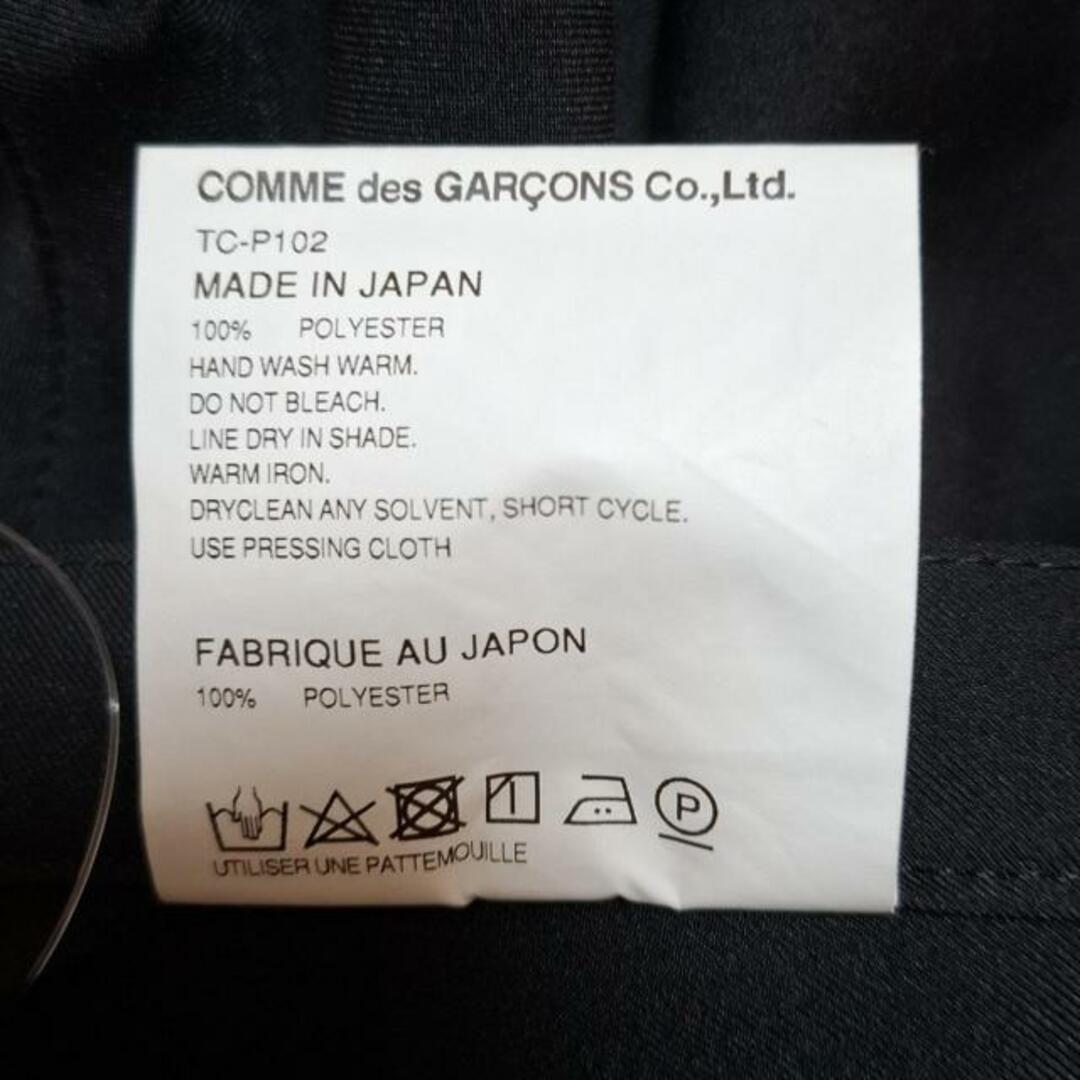 COMME des GARÇONS Co.,Ltd.
TC-P102
MADE IN JAPAN
100% POLYESTER
HAND WASH WARM.
DO NOT BLEACH.
LINE DRY IN SHADE.
WARM IRON.
DRYCLEAN ANY SOLVENT, SHORT CYCLE.
USE PRESSING CLOTH
FABRIQUE AU JAPON
100% POLYESTER
P
UTILISER UNE PATTEMOUILLE